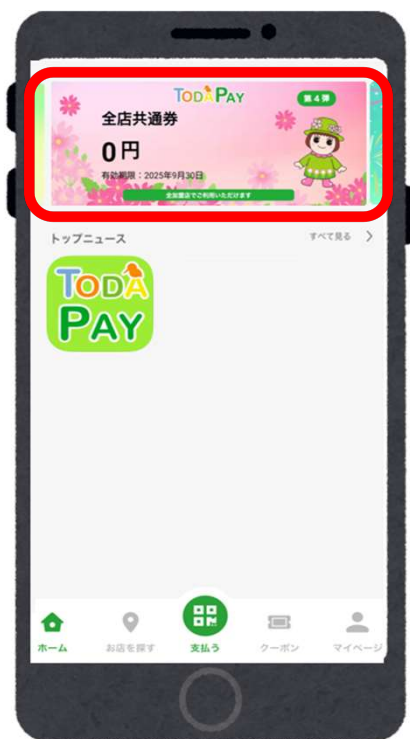 TODAPAY
第4弾
全店共通券
0円
有効期限：2025年9月30日
全加盟店でご利用いただけます
トップニュース
すべて見る
TODA
PAY
ホーム
お店を探す
支払う
クーポン
マイページ